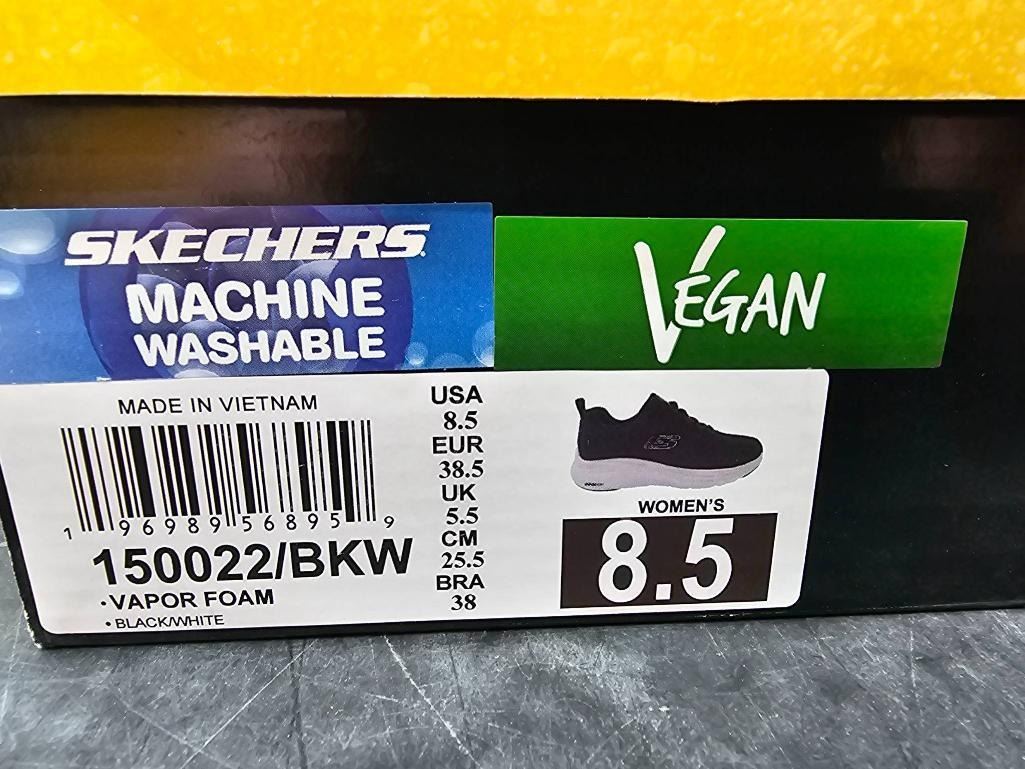 SKECHERS
MACHINE
WASHABLE
VEGAN
MADE IN VIETNAM
1 96989 56895 9
150022/BKW
•VAPOR FOAM
• BLACK/WHITE
USA
8.5
EUR
38.5
UK
5.5
CM
25.5
BRA
38
WOMEN'S
8.5